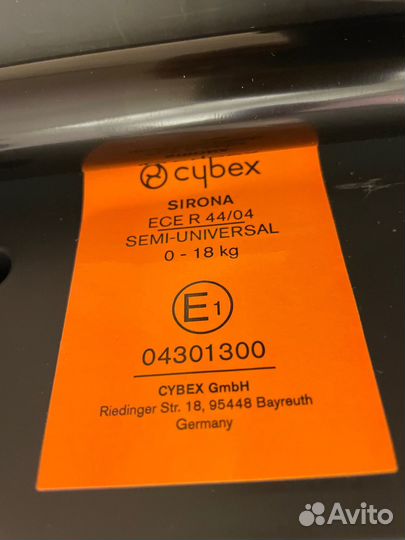 cybex
SIRONA
ECE R 44/04
SEMI-UNIVERSAL
0 - 18 kg
E1
04301300
CYBEX GmbH
Riedinger Str. 18, 95448 Bayreuth
Germany
Avito